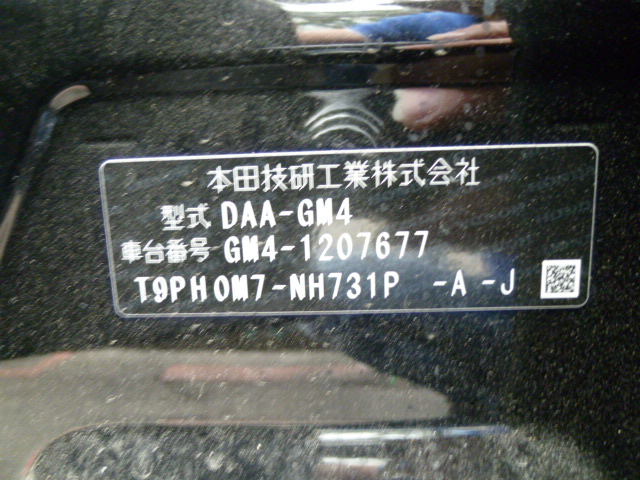 本田技研工業株式会社
型式 DAA-GM4
車台番号 GM4-1207677
T9PH0M7-NH731P -A -J